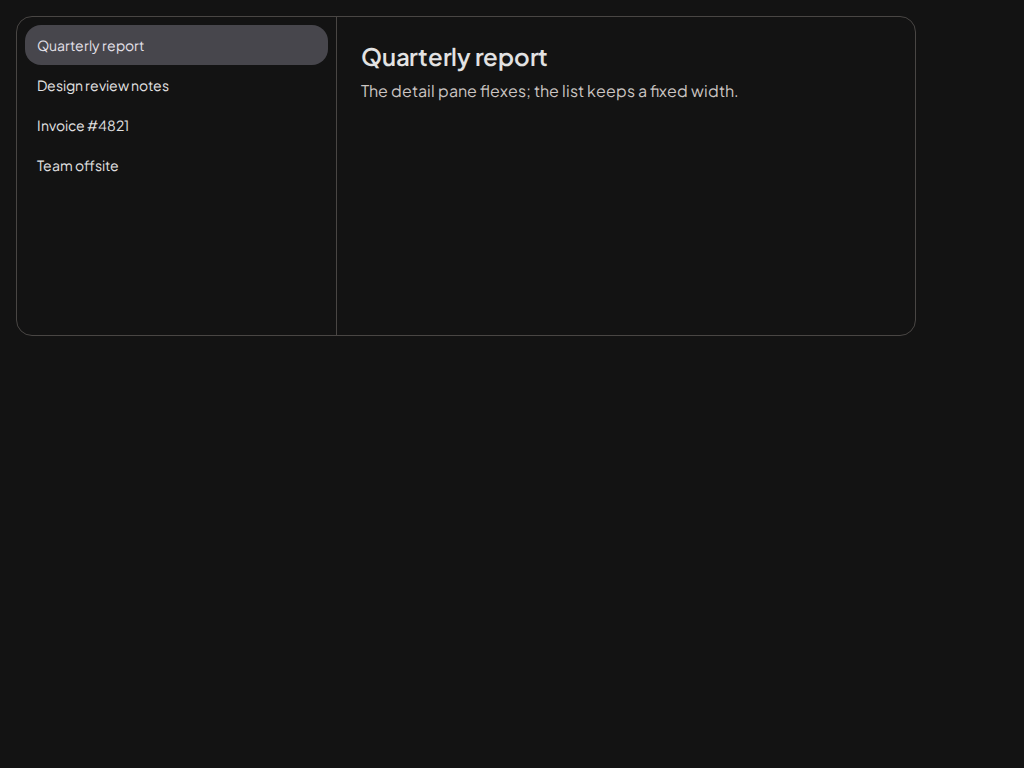 Quarterly report
Design review notes
Invoice #4821
Team offsite
Quarterly report
The detail pane flexes; the list keeps a fixed width.